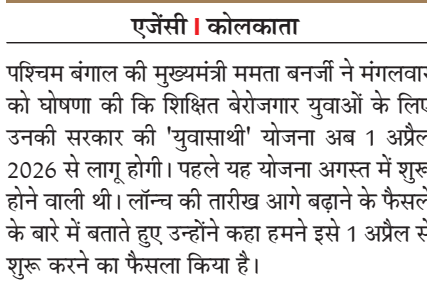 एजेंसी । कोलकाता
पश्चिम बंगाल की मुख्यमंत्री ममता बनर्जी ने मंगलवार
को घोषणा की कि शिक्षित बेरोजगार युवाओं के लिए
उनकी सरकार की 'युवासाथी' योजना अब 1 अप्रैल
2026 से लागू होगी। पहले यह योजना अगस्त में शुरू
होने वाली थी। लॉन्च की तारीख आगे बढ़ाने के फैसले
के बारे में बताते हुए उन्होंने कहा हमने इसे 1 अप्रैल से
शुरू करने का फैसला किया है।